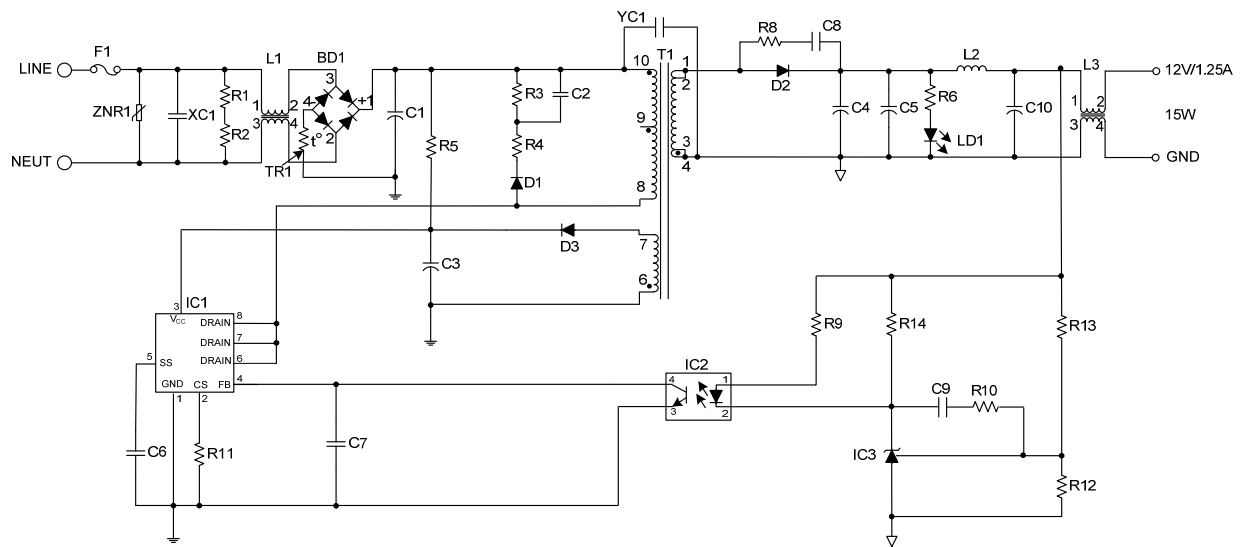 YC1
F1
L1
BD1
T1
R8
C8
L2
L3
LINE
3
10
1
2
D2
12V/1.25A
ZNR1
XC1
R1
1
2
4
+1
C1
R3
C2
C4
C5
R6
C10
1
2
15W
R2
3
4
2
t°
R5
9
3
4
LD1
3
4
NEUT
TR1
R4
GND
D1
8
D3
7
C3
6
IC1
3
VCC
DRAIN
8
DRAIN
7
DRAIN
6
5
SS
GND
CS
FB
4
1
2
R9
R14
R13
IC2
4
1
3
2
C9
R10
C6
R11
C7
IC3
R12